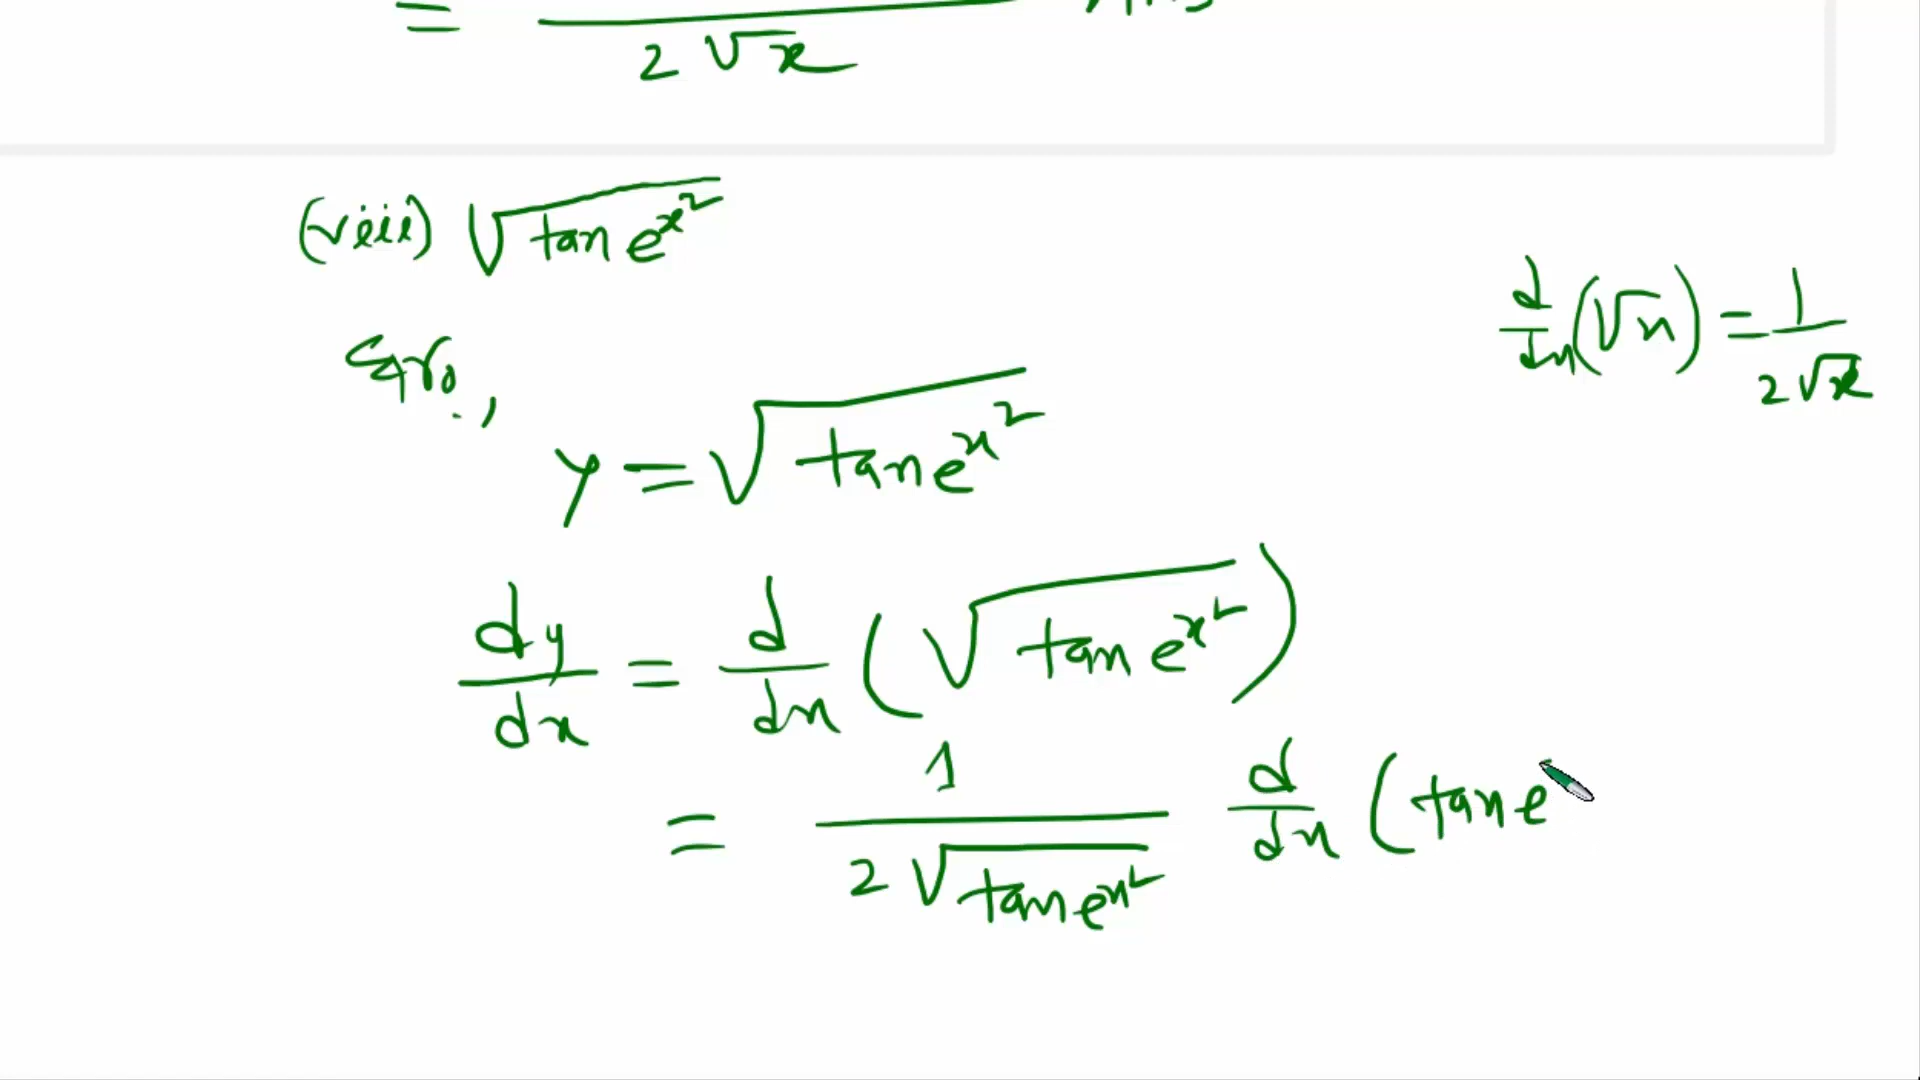 = 2√x
(viii) √(tan e^x²)
ধরি,
d/dx (√x) = 1/2√x
y = √(tan e^x²)
dy/dx = d/dx (√(tan e^x²))
= 1/2√(tan e^x²) d/dx (tan e